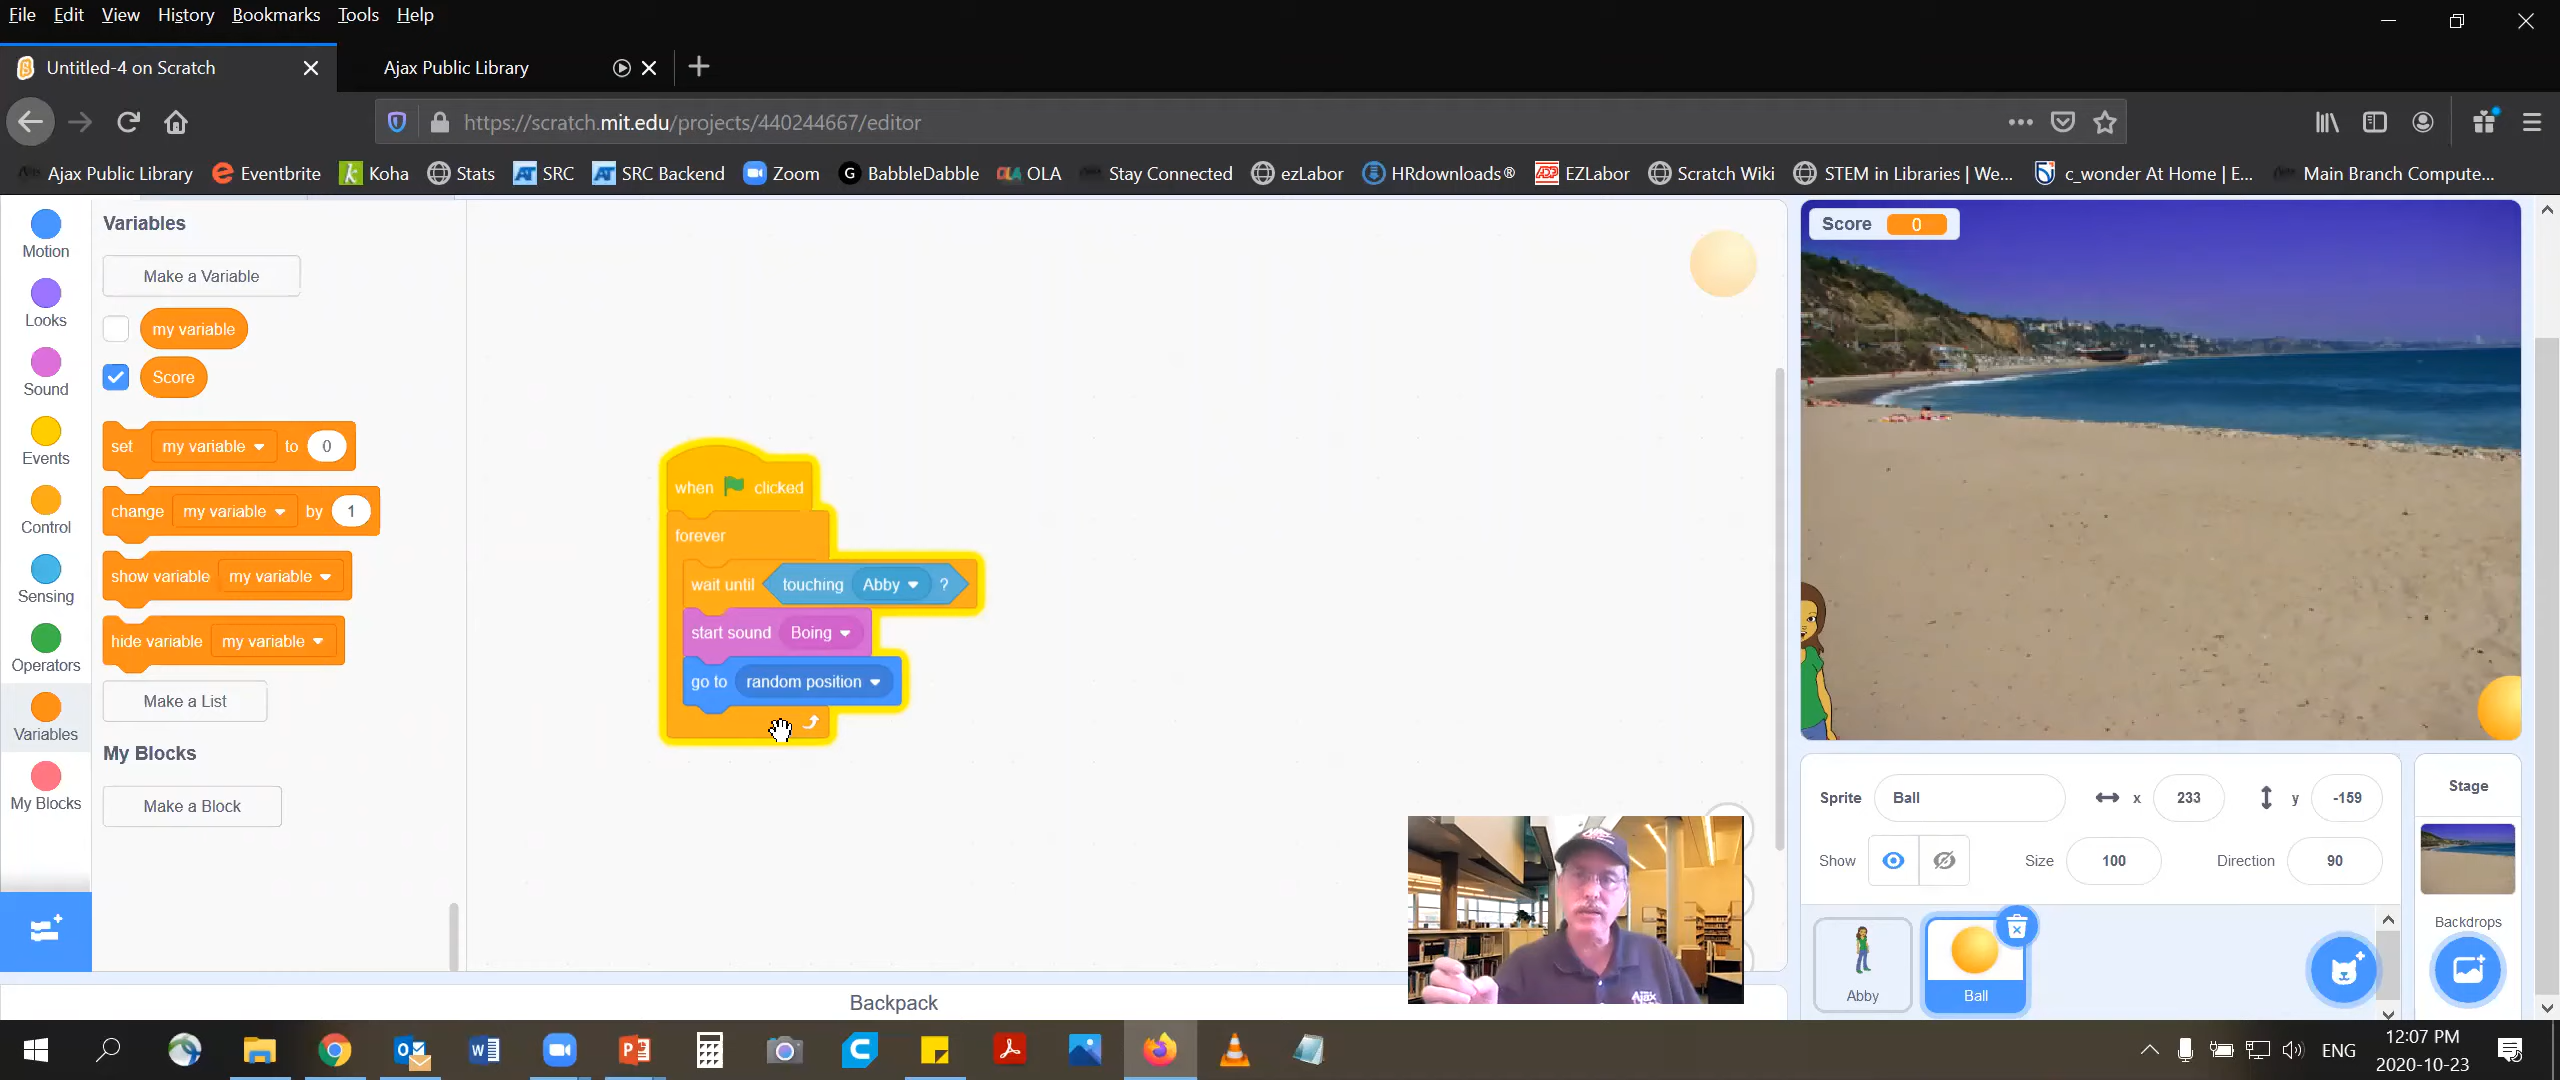 File Edit View History Bookmarks Tools Help
Untitled-4 on Scratch
Ajax Public Library
https://scratch.mit.edu/projects/440244667/editor
Ajax Public Library Eventbrite Koha Stats SRC SRC Backend Zoom BabbleDabble OLA Stay Connected ezLabor HRdownloads® EZLabor Scratch Wiki STEM in Libraries | We... c_wonder At Home | E... Main Branch Compute...
Motion
Looks
Sound
Events
Control
Sensing
Operators
Variables
My Blocks
Variables
Make a Variable
my variable
Score
set my variable to 0
change my variable by 1
show variable my variable
hide variable my variable
Make a List
My Blocks
Make a Block
when clicked
forever
wait until touching Abby ?
start sound Boing
go to random position
Backpack
Score 0
Sprite Ball x 233 y -159
Show Size 100 Direction 90
Abby
Ball
Stage
Backdrops
ENG
12:07 PM
2020-10-23